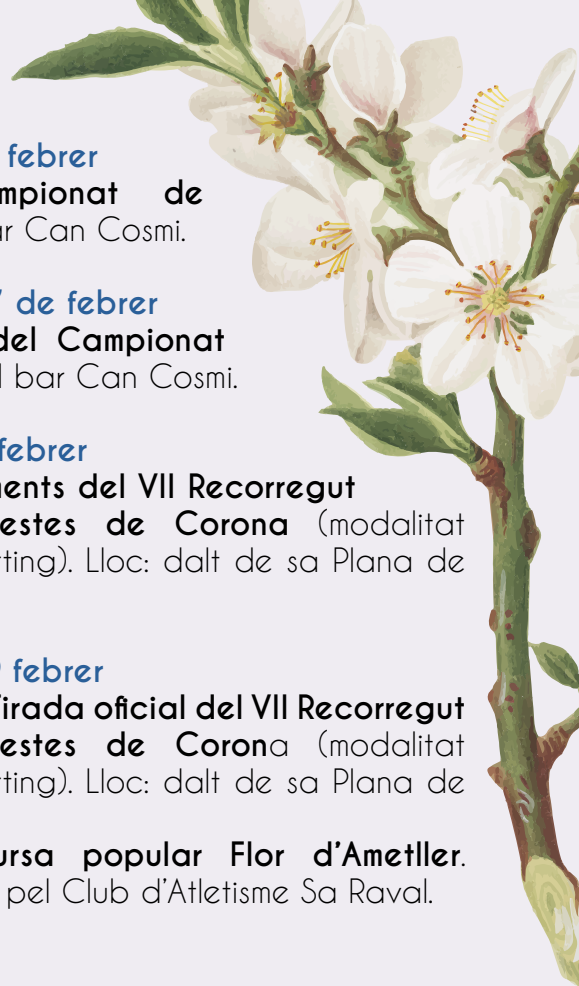 febrer
mpionat de
ar Can Cosmi.
de febrer
del Campionat
l bar Can Cosmi.
febrer
ments del VII Recorregut
estes de Corona (modalitat
rting). Lloc: dalt de sa Plana de
febrer
Tirada oficial del VII Recorregut
estes de Corona (modalitat
rting). Lloc: dalt de sa Plana de
ursa popular Flor d'Ametller.
pel Club d'Atletisme Sa Raval.